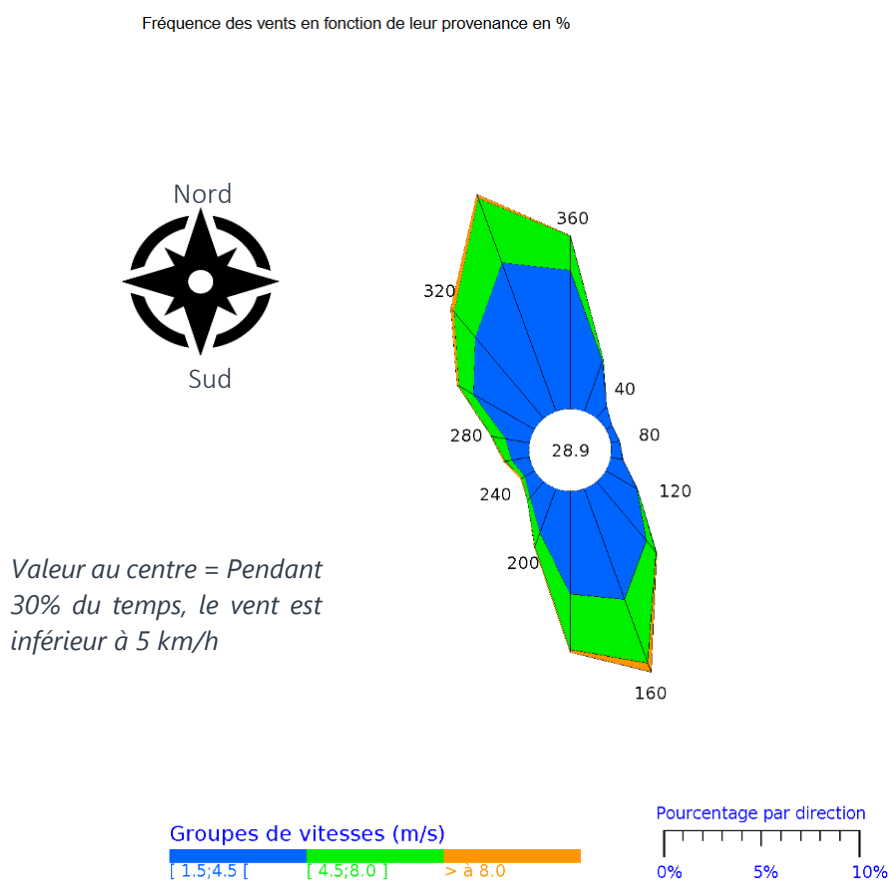 Fréquence des vents en fonction de leur provenance en %
Nord
Sud
360
320
40
280
28.9
80
240
120
200
160
Valeur au centre = Pendant
30% du temps, le vent est
inférieur à 5 km/h
Groupes de vitesses (m/s)
[ 1.5;4.5 [ [ 4.5;8.0 ] > à 8.0
Pourcentage par direction
0% 5% 10%